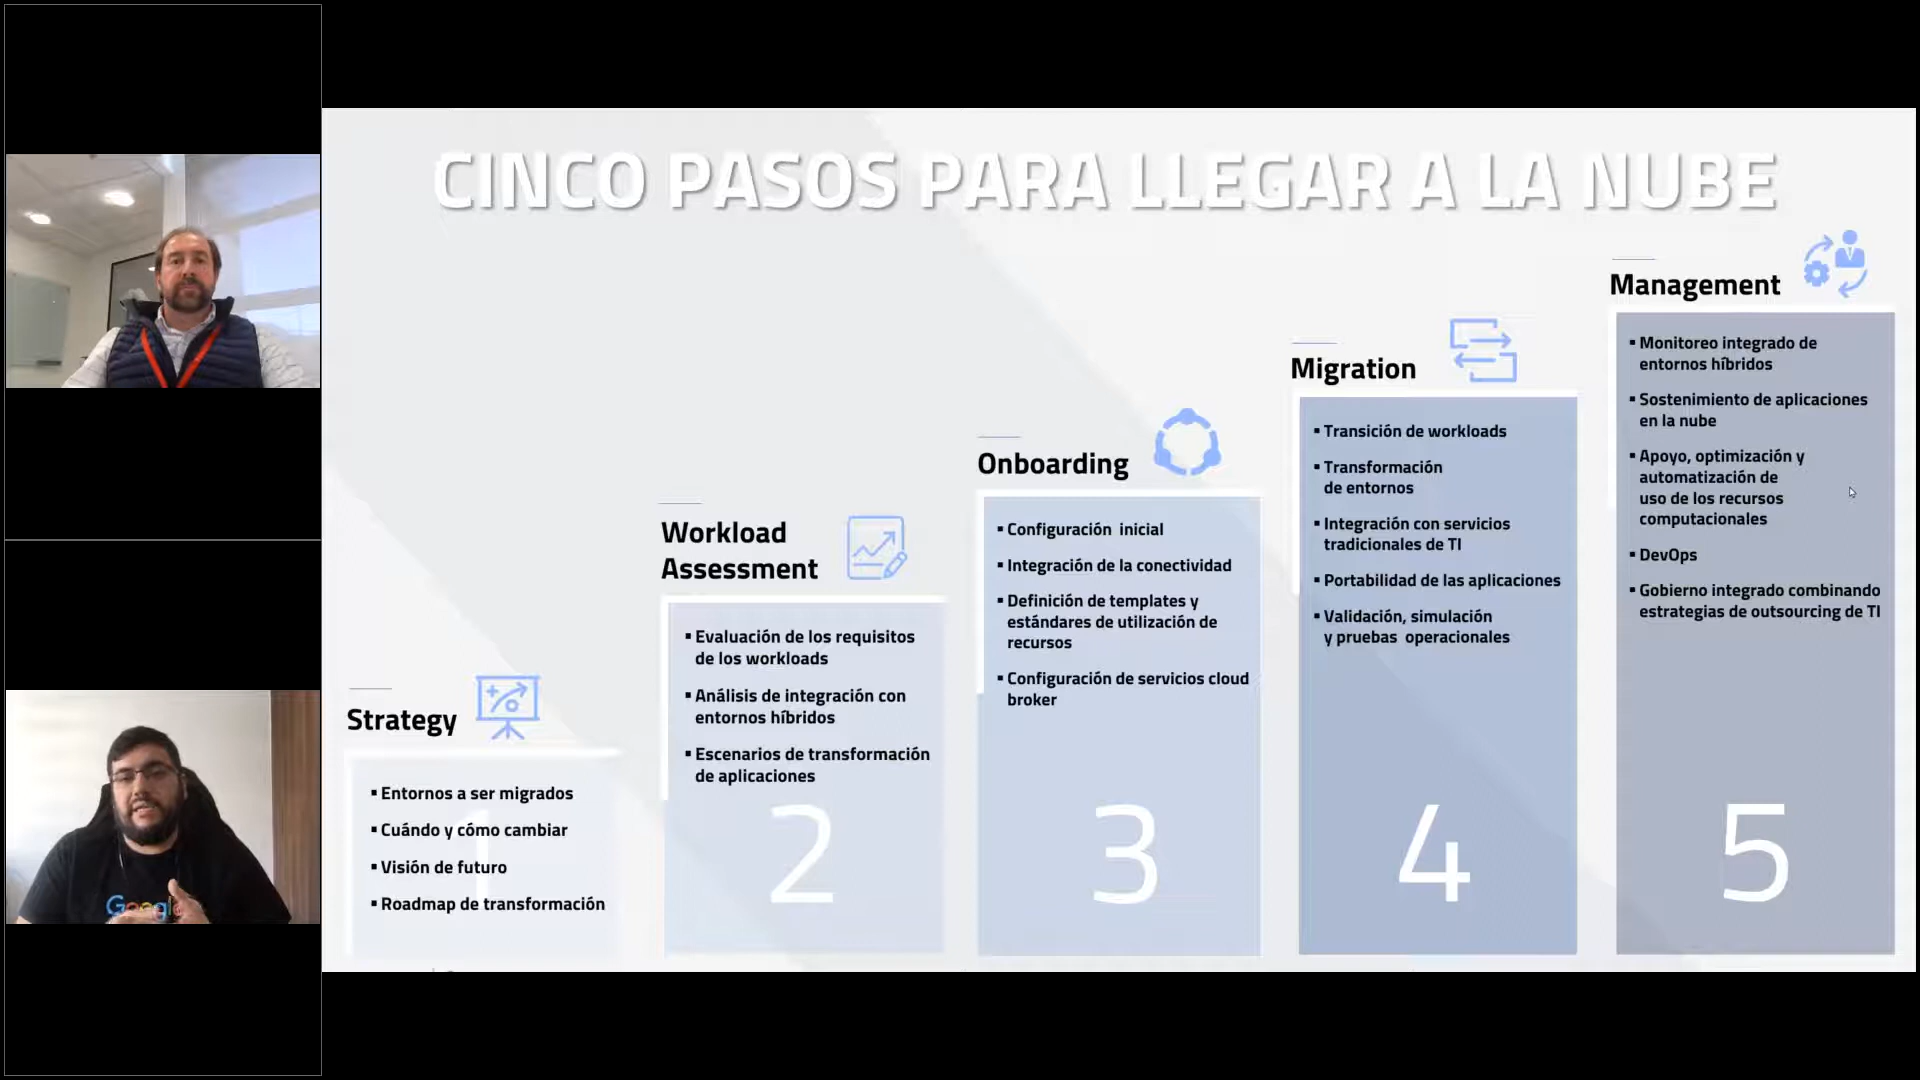 CINCO PASOS PARA LLEGAR A LA NUBE
Strategy
▪ Entornos a ser migrados
▪ Cuándo y cómo cambiar
▪ Visión de futuro
▪ Roadmap de transformación
1
Workload
Assessment
▪ Evaluación de los requisitos
de los workloads
▪ Análisis de integración con
entornos híbridos
▪ Escenarios de transformación
de aplicaciones
2
Onboarding
▪ Configuración inicial
▪ Integración de la conectividad
▪ Definición de templates y
estándares de utilización de
recursos
▪ Configuración de servicios cloud
broker
3
Migration
▪ Transición de workloads
▪ Transformación
de entornos
▪ Integración con servicios
tradicionales de TI
▪ Portabilidad de las aplicaciones
▪ Validación, simulación
y pruebas operacionales
4
Management
▪ Monitoreo integrado de
entornos híbridos
▪ Sostenimiento de aplicaciones
en la nube
▪ Apoyo, optimización y
automatización de
uso de los recursos
computacionales
▪ DevOps
▪ Gobierno integrado combinando
estrategias de outsourcing de TI
5
Google